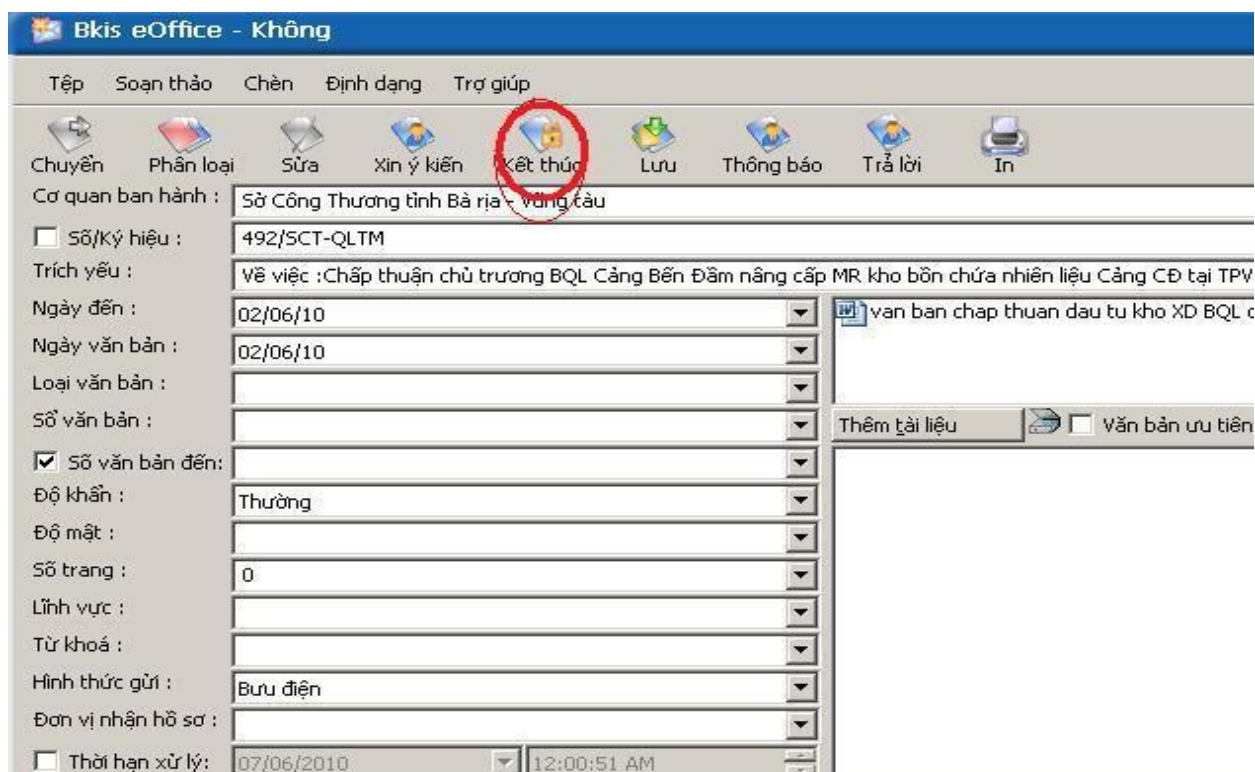 Bkis eOffice - Không
Tệp Soạn thảo Chèn Định dạng Trợ giúp
Chuyển Phân loại Sửa Xin ý kiến Kết thúc Lưu Thông báo Trả lời In
Cơ quan ban hành : Sở Công Thương tỉnh Bà rịa - Vũng tàu
Số/Ký hiệu : 492/SCT-QLTM
Trích yếu : Về việc :Chấp thuận chủ trương BQL Cảng Bến Đầm nâng cấp MR kho bồn chứa nhiên liệu Cảng CĐ tại TPV
Ngày đến : 02/06/10 van ban chap thuan dau tu kho XD BQL
Ngày văn bản : 02/06/10
Loại văn bản :
Sổ văn bản : Thêm tài liệu Văn bản ưu tiên
Số văn bản đến:
Độ khẩn : Thường
Độ mật :
Số trang : 0
Lĩnh vực :
Từ khoá :
Hình thức gửi : Bưu điện
Đơn vị nhận hồ sơ :
Thời hạn xử lý: 07/06/2010 12:00:51 AM